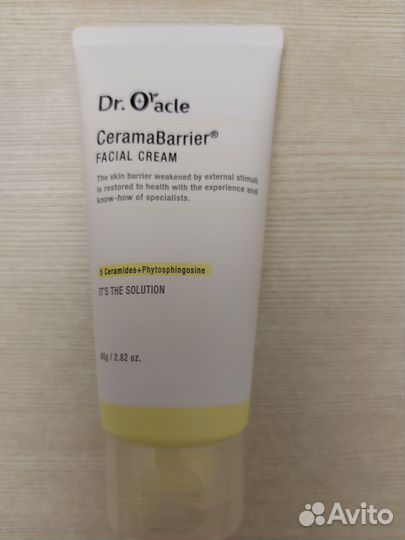 Dr. Oracle
CeramaBarrier®
FACIAL CREAM
The skin barrier weakened by external stimuli
is restored to health with the experience and
know-how of specialists.
5 Ceramides+Phytosphingosine
IT'S THE SOLUTION
80g / 2.82 oz.
Avito